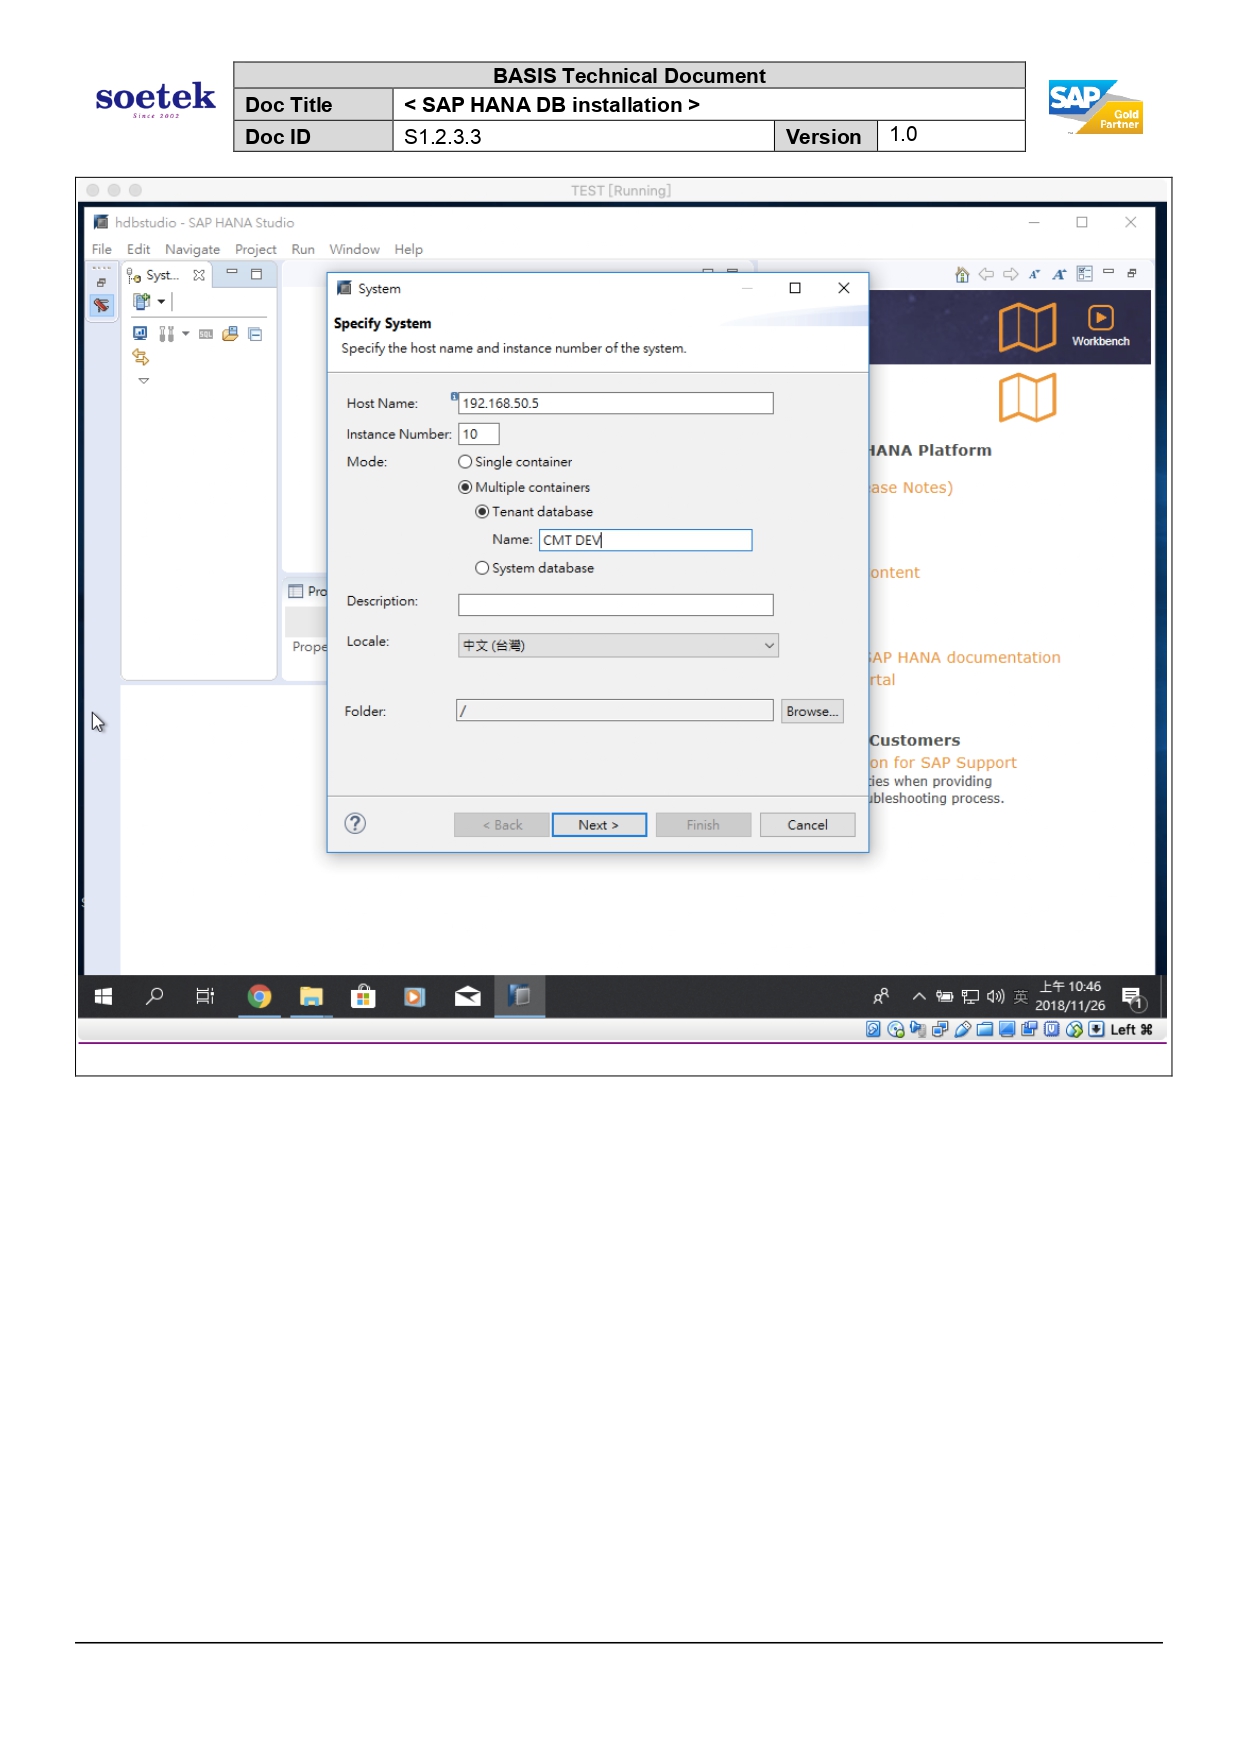 soetek
Since 2002
BASIS Technical Document
Doc Title < SAP HANA DB installation >
Doc ID S1.2.3.3 Version 1.0
SAP Gold
Partner
TEST [Running]
hdbstudio - SAP HANA Studio
File Edit Navigate Project Run Window Help
Syst...
System
Specify System
Specify the host name and instance number of the system.
Workbench
Host Name: 192.168.50.5
Instance Number: 10
Mode: Single container
Multiple containers
Tenant database
Name: CMT DEV
System database
Description:
Locale: 中文 (台灣)
Folder: / Browse...
? < Back Next > Finish Cancel
HANA Platform
ase Notes)
ontent
SAP HANA documentation
rtal
Customers
on for SAP Support
ties when providing
ubleshooting process.
Pro
Prope
英 上午 10:46
2018/11/26 1
Left ⌘